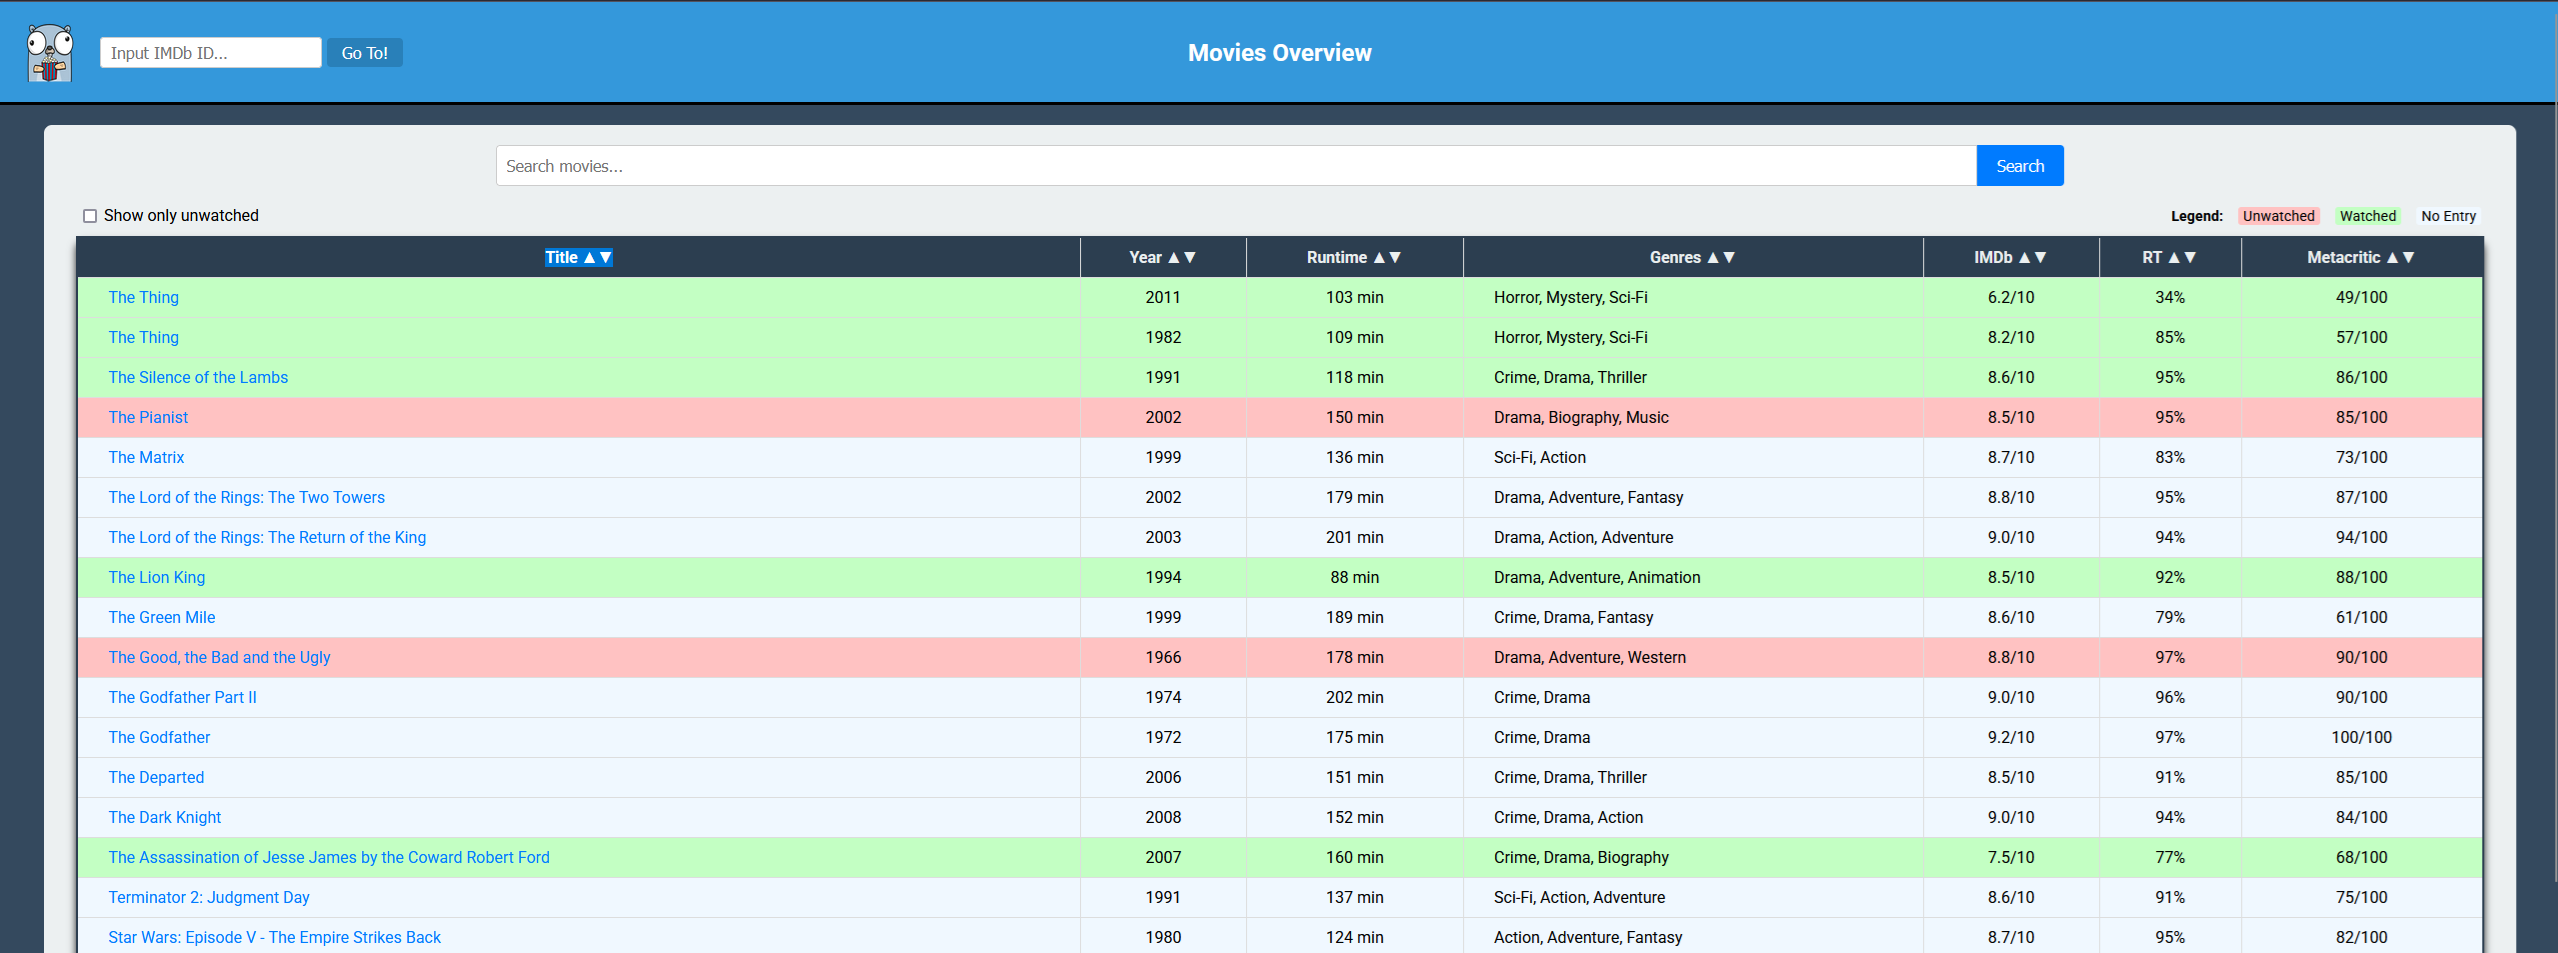 Input IMDb ID... Go To! Movies Overview
Search movies... Search
Show only unwatched Legend: Unwatched Watched No Entry
Title ▲▼ Year ▲▼ Runtime ▲▼ Genres ▲▼ IMDb ▲▼ RT ▲▼ Metacritic ▲▼
The Thing 2011 103 min Horror, Mystery, Sci-Fi 6.2/10 34% 49/100
The Thing 1982 109 min Horror, Mystery, Sci-Fi 8.2/10 85% 57/100
The Silence of the Lambs 1991 118 min Crime, Drama, Thriller 8.6/10 95% 86/100
The Pianist 2002 150 min Drama, Biography, Music 8.5/10 95% 85/100
The Matrix 1999 136 min Sci-Fi, Action 8.7/10 83% 73/100
The Lord of the Rings: The Two Towers 2002 179 min Drama, Adventure, Fantasy 8.8/10 95% 87/100
The Lord of the Rings: The Return of the King 2003 201 min Drama, Action, Adventure 9.0/10 94% 94/100
The Lion King 1994 88 min Drama, Adventure, Animation 8.5/10 92% 88/100
The Green Mile 1999 189 min Crime, Drama, Fantasy 8.6/10 79% 61/100
The Good, the Bad and the Ugly 1966 178 min Drama, Adventure, Western 8.8/10 97% 90/100
The Godfather Part II 1974 202 min Crime, Drama 9.0/10 96% 90/100
The Godfather 1972 175 min Crime, Drama 9.2/10 97% 100/100
The Departed 2006 151 min Crime, Drama, Thriller 8.5/10 91% 85/100
The Dark Knight 2008 152 min Crime, Drama, Action 9.0/10 94% 84/100
The Assassination of Jesse James by the Coward Robert Ford 2007 160 min Crime, Drama, Biography 7.5/10 77% 68/100
Terminator 2: Judgment Day 1991 137 min Sci-Fi, Action, Adventure 8.6/10 91% 75/100
Star Wars: Episode V - The Empire Strikes Back 1980 124 min Action, Adventure, Fantasy 8.7/10 95% 82/100